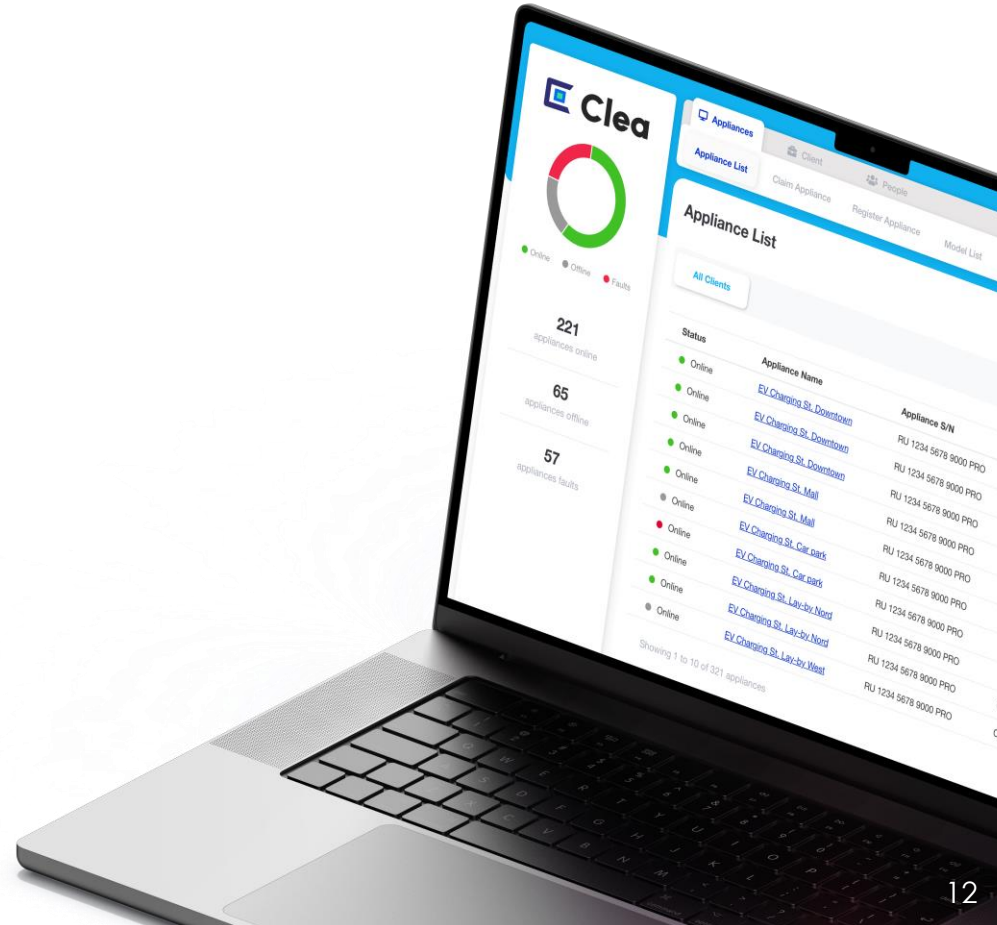 Clea
Online Offline Faults
221
appliances online
65
appliances offline
57
appliances faults
Appliances Client People
Appliance List Claim Appliance Register Appliance Model List
Appliance List
All Clients
Status Appliance Name Appliance S/N
Online EV Charging St. Downtown RU 1234 5678 9000 PRO
Online EV Charging St. Downtown RU 1234 5678 9000 PRO
Online EV Charging St. Downtown RU 1234 5678 9000 PRO
Online EV Charging St. Mall RU 1234 5678 9000 PRO
Online EV Charging St. Mall RU 1234 5678 9000 PRO
Online EV Charging St. Car park RU 1234 5678 9000 PRO
Online EV Charging St. Car park RU 1234 5678 9000 PRO
Online EV Charging St. Lay-by Nord RU 1234 5678 9000 PRO
Online EV Charging St. Lay-by Nord RU 1234 5678 9000 PRO
Online EV Charging St. Lay-by West RU 1234 5678 9000 PRO
Showing 1 to 10 of 321 appliances
12